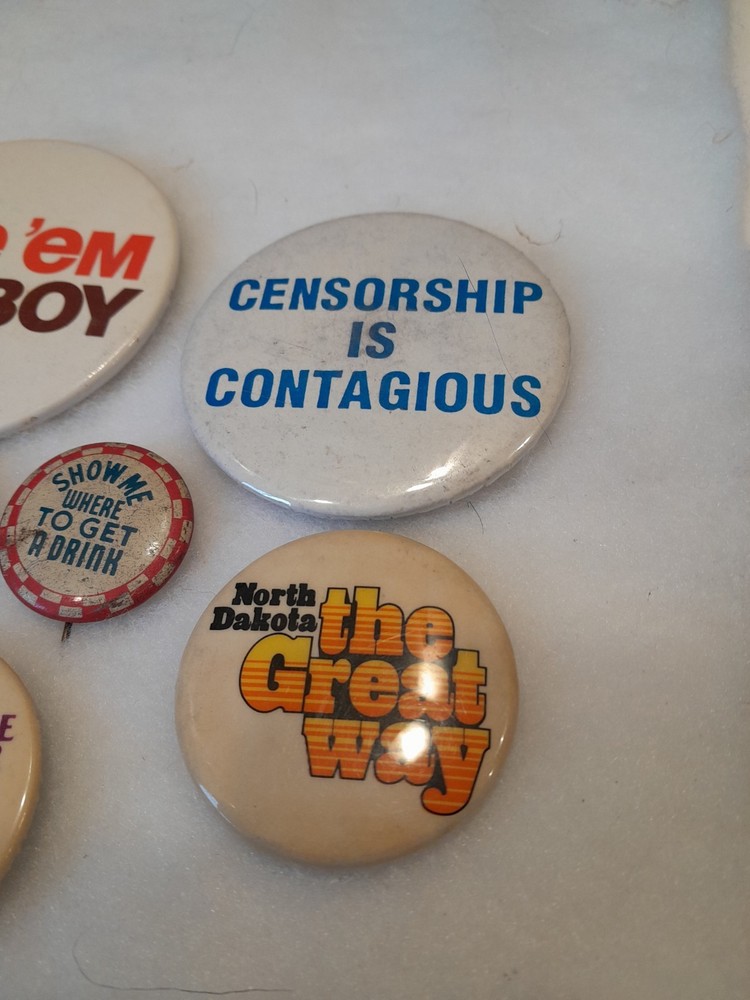 'EM
BOY
CENSORSHIP
IS
CONTAGIOUS
SHOW ME
WHERE
TO GET
A DRINK
North
Dakota
the
Great
way